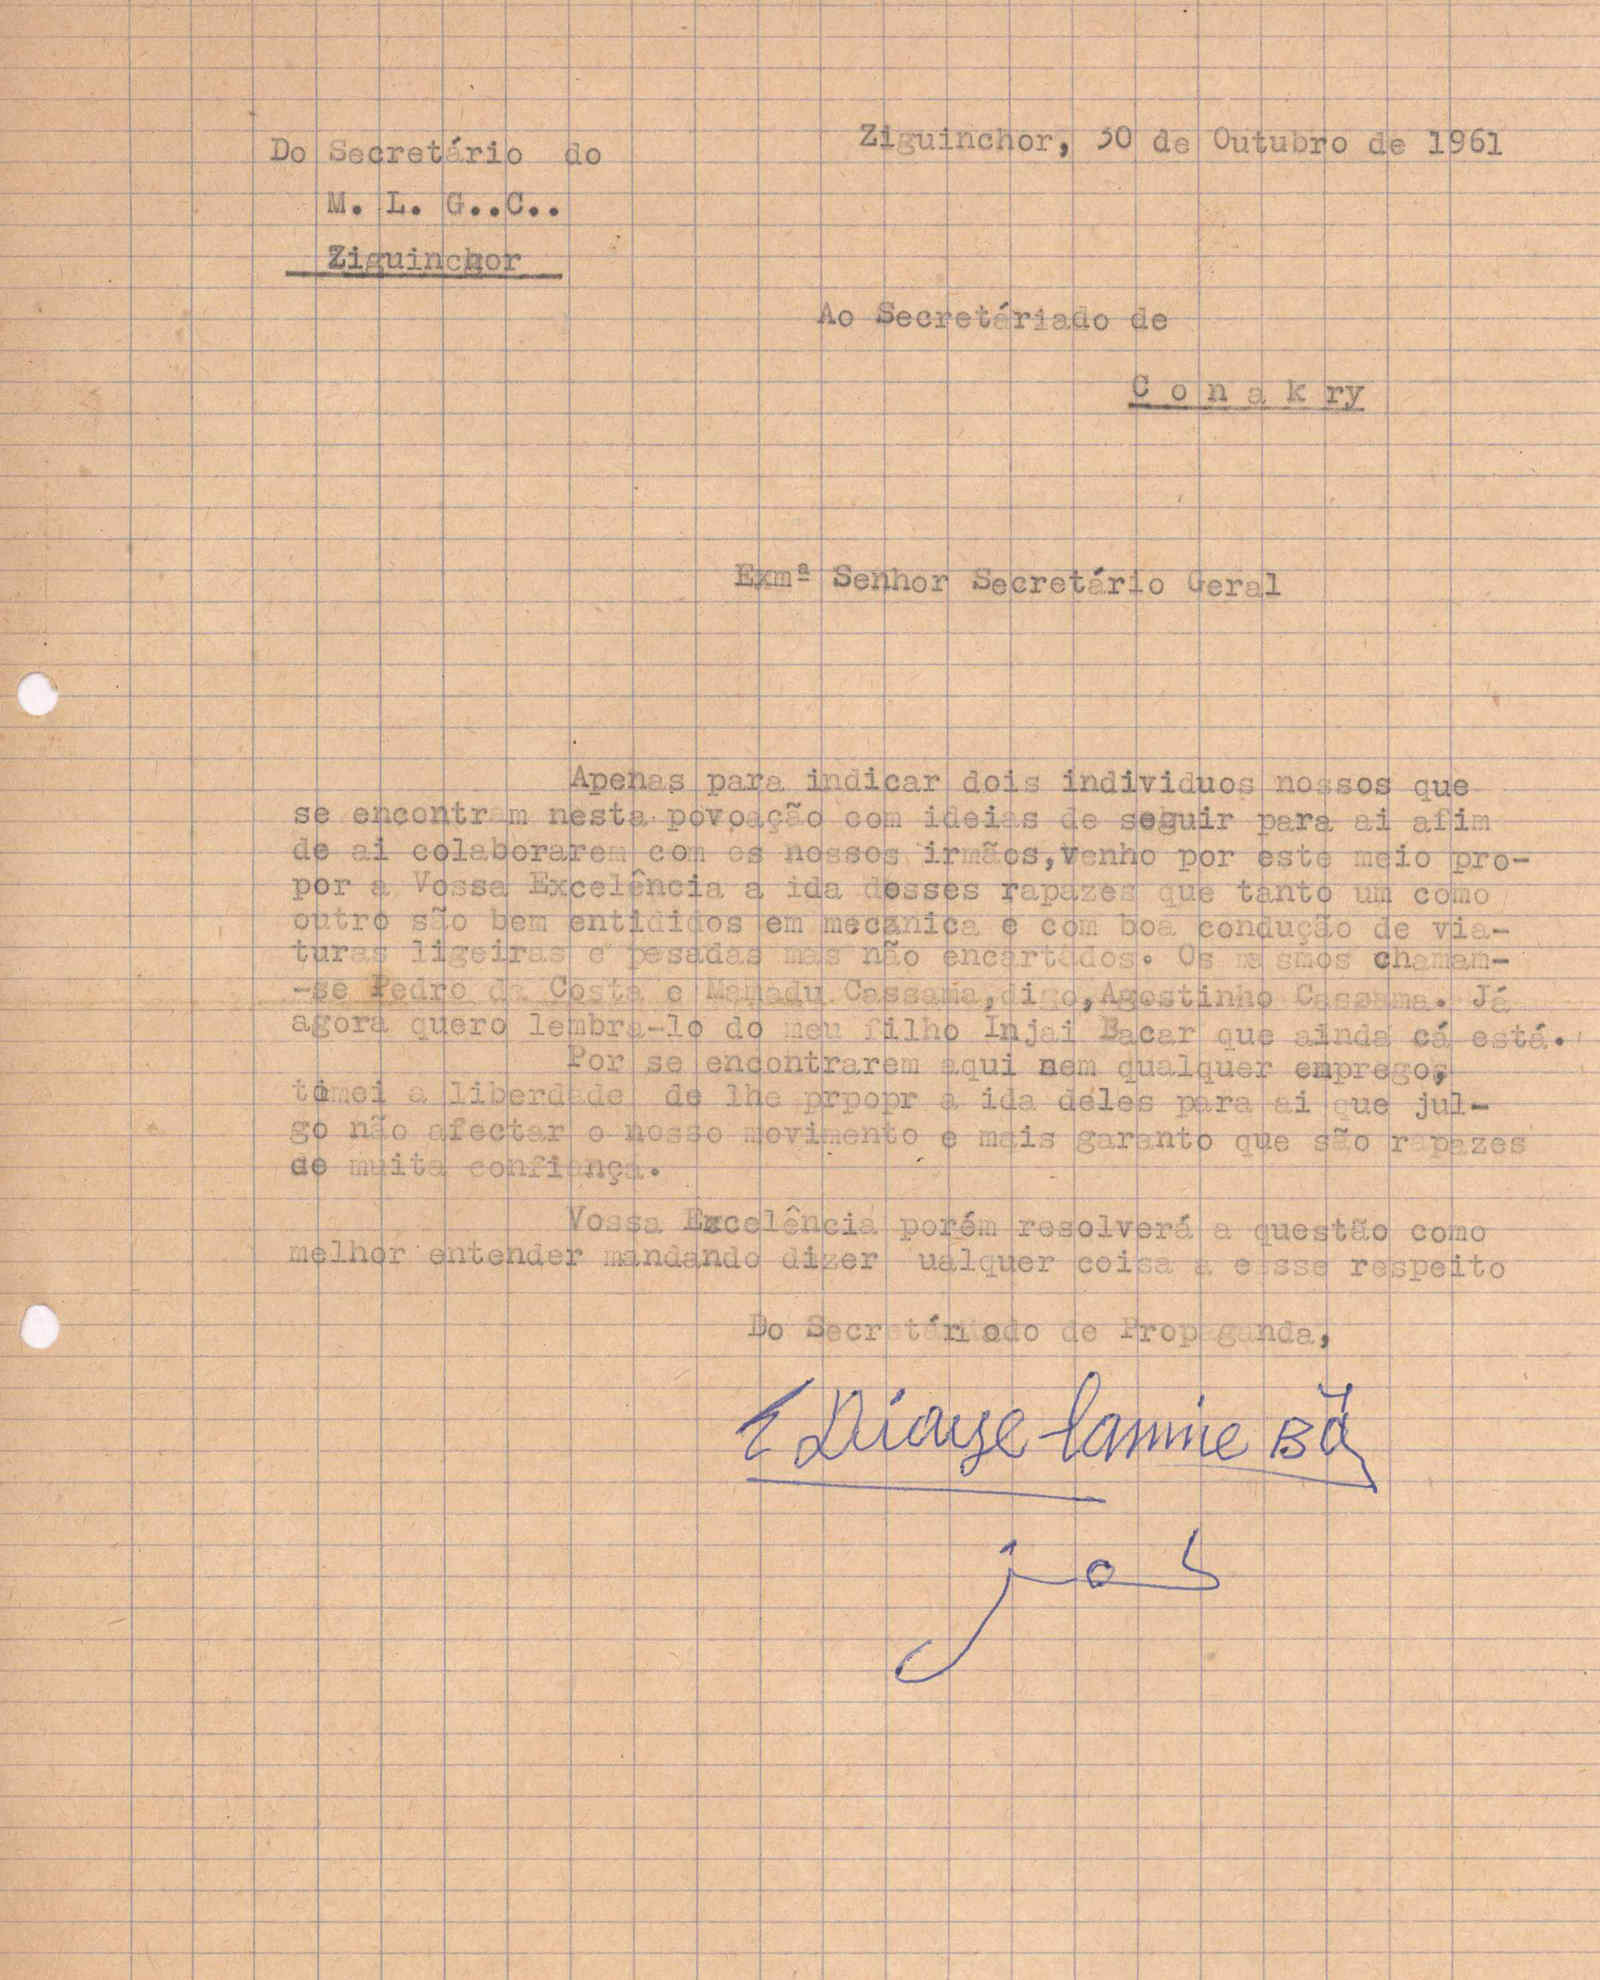 Ziguinchor, 30 de Outubro de 1961
Do Secretário do
M. L. G..C..
Ziguinchor
Ao Secretáriado de
C o n a k ry
Exmª Senhor Secretário Geral
Apenas para indicar dois individuos nossos que
se encontram nesta povoação com ideias de seguir para ai afim
de ai colaborarem com os nossos irmãos,venho por este meio pro-
por a Vossa Excelência a ida desses rapazes que tanto um como
outro são bem entididos em mecanica e com boa condução de via-
turas ligeiras e pesadas mas não encartados. Os mesmos chamam-
-se Pedro da Costa e Mamadu Cassama,digo,Agostinho Cassama. Já
agora quero lembra-lo do meu filho Injai Bacar que ainda cá está.
Por se encontrarem aqui sem qualquer emprego,
tomei a liberdade de lhe prpopr a ida deles para ai que jul-
go não afectar o nosso movimento e mais garanto que são rapazes
de muita confiança.
Vossa Excelência porém resolverá a questão como
melhor entender mandando dizer ualquer coisa a esse respeito
Do Secretáriado de Propaganda,
Diaye Lamine Bá